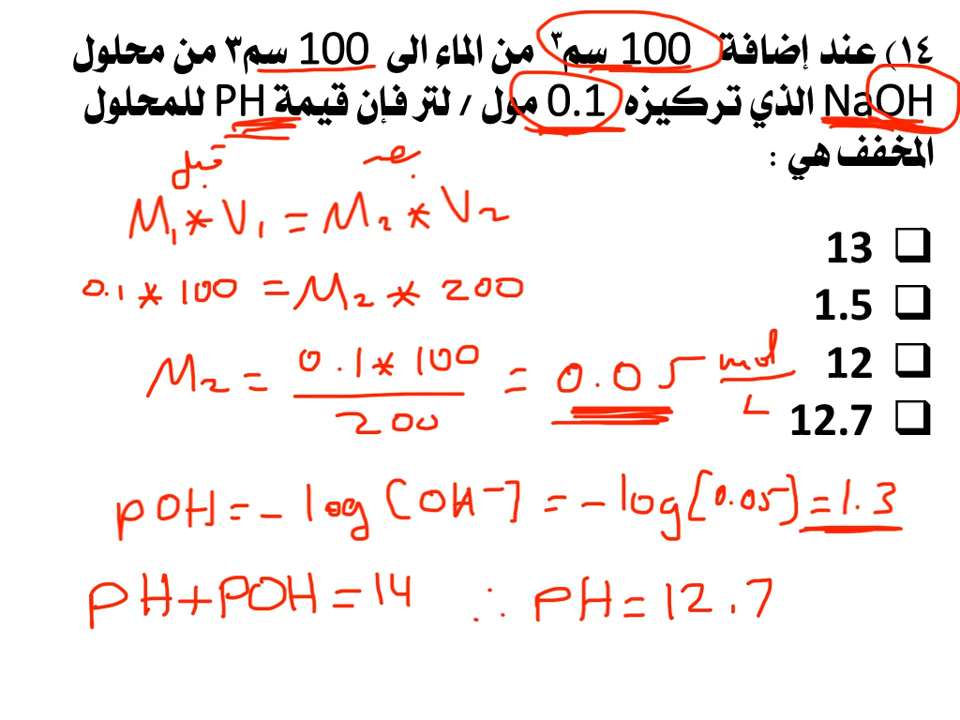 ١٤) عند إضافة 100 سم٣ من الماء الى 100 سم٣ من محلول
NaOH الذي تركيزه 0.1 مول / لتر فإن قيمة PH للمحلول
المخفف هي :
قبل بعد
M₁ * V₁ = M₂ * V₂
0.1 * 100 = M₂ * 200
M₂ = 0.1 * 100 / 200 = 0.05 mol / L
pOH = - log [OH⁻] = - log [0.05] = 1.3
PH + POH = 14 ∴ PH = 12.7
13
1.5
12
12.7